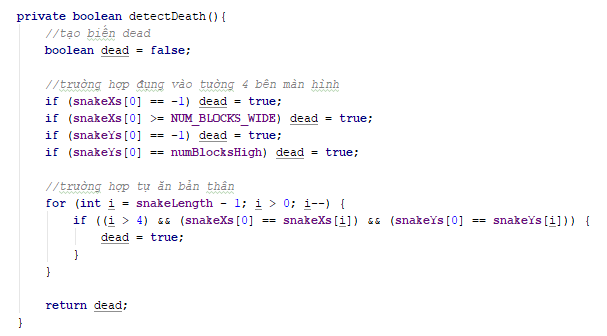 private boolean detectDeath(){
//tạo biến dead
boolean dead = false;
//trường hợp đụng vào tường 4 bên màn hình
if (snakeXs[0] == -1) dead = true;
if (snakeXs[0] >= NUM_BLOCKS_WIDE) dead = true;
if (snakeYs[0] == -1) dead = true;
if (snakeYs[0] == numBlocksHigh) dead = true;
//trường hợp tự ăn bản thân
for (int i = snakeLength - 1; i > 0; i--) {
if ((i > 4) && (snakeXs[0] == snakeXs[i]) && (snakeYs[0] == snakeYs[i])) {
dead = true;
}
}
return dead;
}